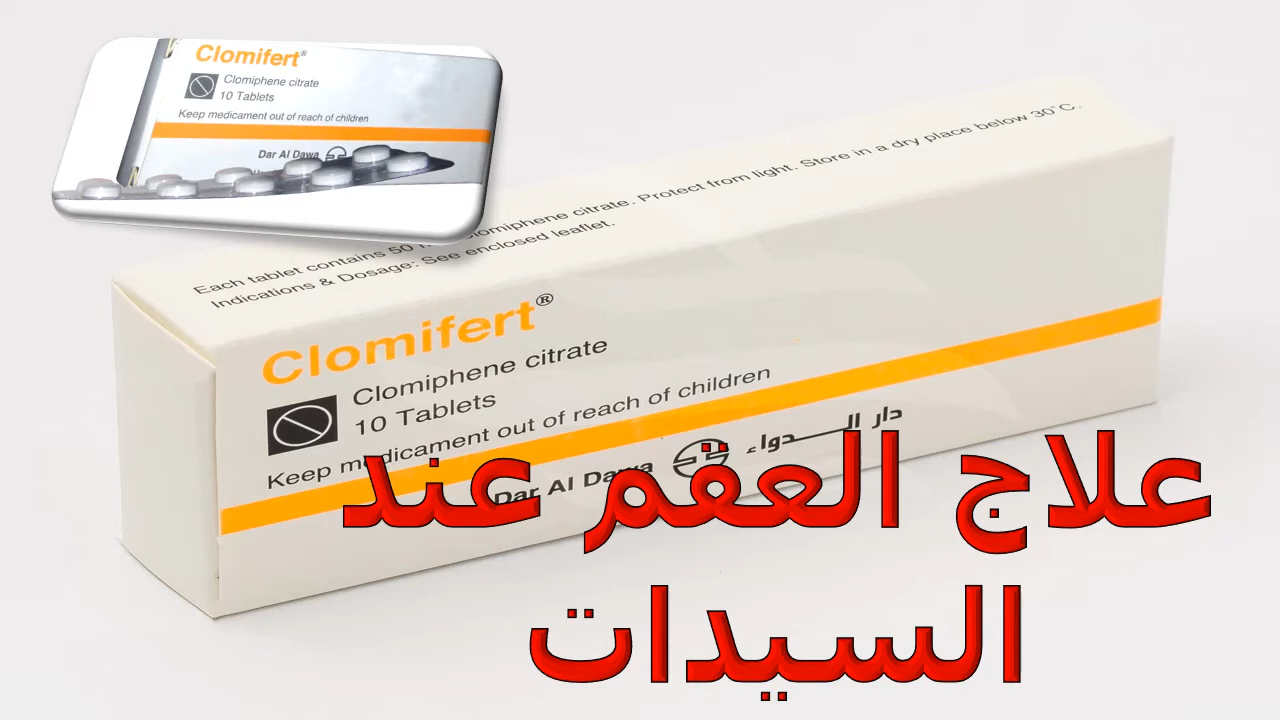 Clomifert®
Clomiphene citrate
10 Tablets
Keep medicament out of reach of children
Dar Al Dawa
Each tablet contains 50 clomiphene citrate. Protect from light. Store in a dry place below 30°C.
Indications & Dosage: See enclosed leaflet.
Clomifert®
Clomiphene citrate
10 Tablets
Keep medicament out of reach of children
Dar Al Dawa دار الدواء
علاج العقم عند
السيدات